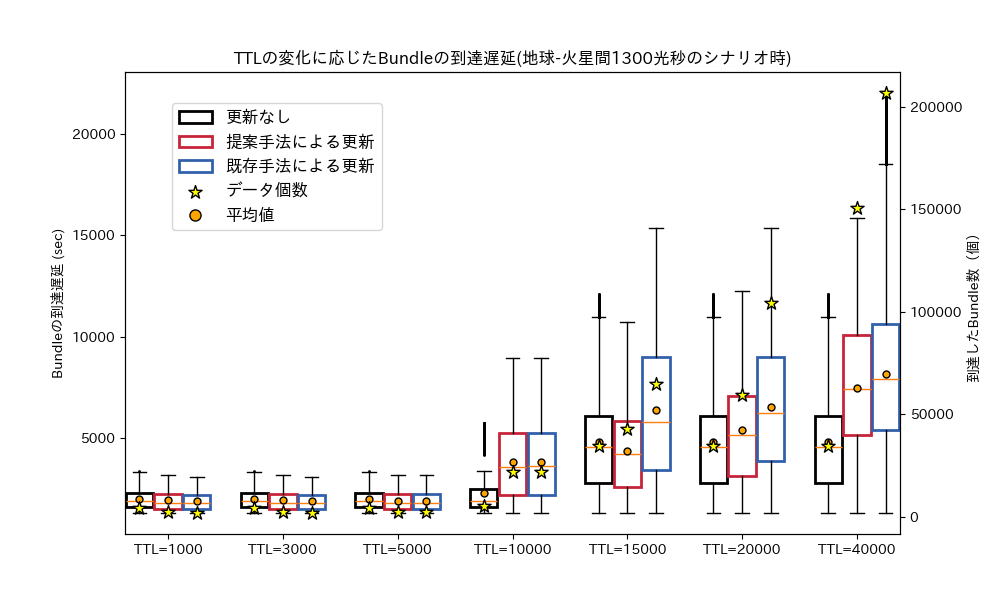 TTLの変化に応じたBundleの到達遅延(地球-火星間1300光秒のシナリオ時)
更新なし
提案手法による更新
既存手法による更新
データ個数
平均値
Bundleの到達遅延 (sec)
20000
15000
10000
5000
200000
150000
100000
50000
0
到達したBundle数（個）
TTL=1000
TTL=3000
TTL=5000
TTL=10000
TTL=15000
TTL=20000
TTL=40000